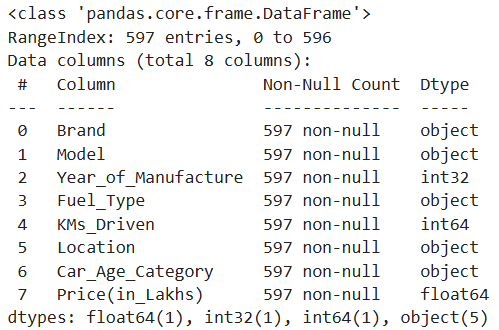 <class 'pandas.core.frame.DataFrame'>
RangeIndex: 597 entries, 0 to 596
Data columns (total 8 columns):
 #   Column               Non-Null Count  Dtype
---  ------               --------------  -----
 0   Brand                597 non-null    object
 1   Model                597 non-null    object
 2   Year_of_Manufacture  597 non-null    int32
 3   Fuel_Type            597 non-null    object
 4   KMs_Driven           597 non-null    int64
 5   Location             597 non-null    object
 6   Car_Age_Category     597 non-null    object
 7   Price(in_Lakhs)      597 non-null    float64
dtypes: float64(1), int32(1), int64(1), object(5)